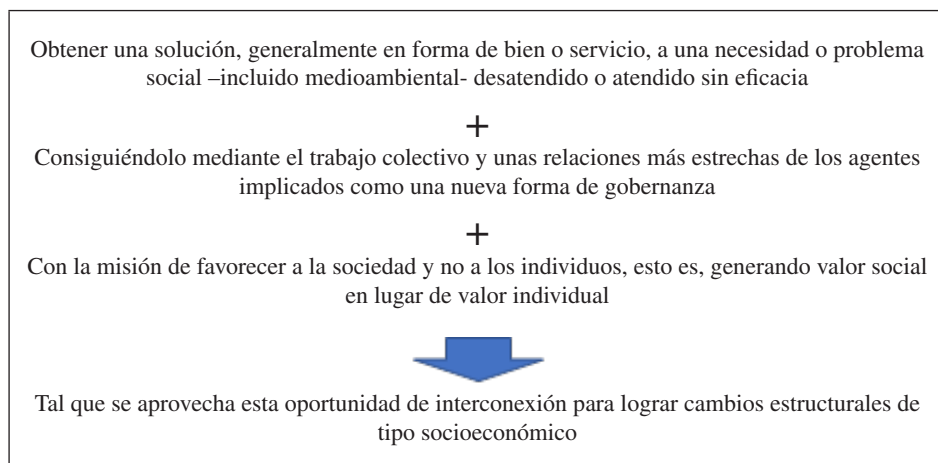 Obtener una solución, generalmente en forma de bien o servicio, a una necesidad o problema
social –incluido medioambiental- desatendido o atendido sin eficacia
+
Consiguiéndolo mediante el trabajo colectivo y unas relaciones más estrechas de los agentes
implicados como una nueva forma de gobernanza
+
Con la misión de favorecer a la sociedad y no a los individuos, esto es, generando valor social
en lugar de valor individual
Tal que se aprovecha esta oportunidad de interconexión para lograr cambios estructurales de
tipo socioeconómico